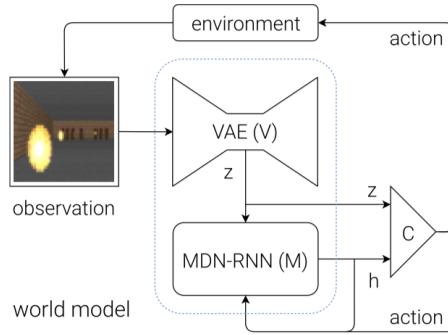 environment
action
VAE (V)
z
observation
z
C
MDN-RNN (M)
h
world model
action